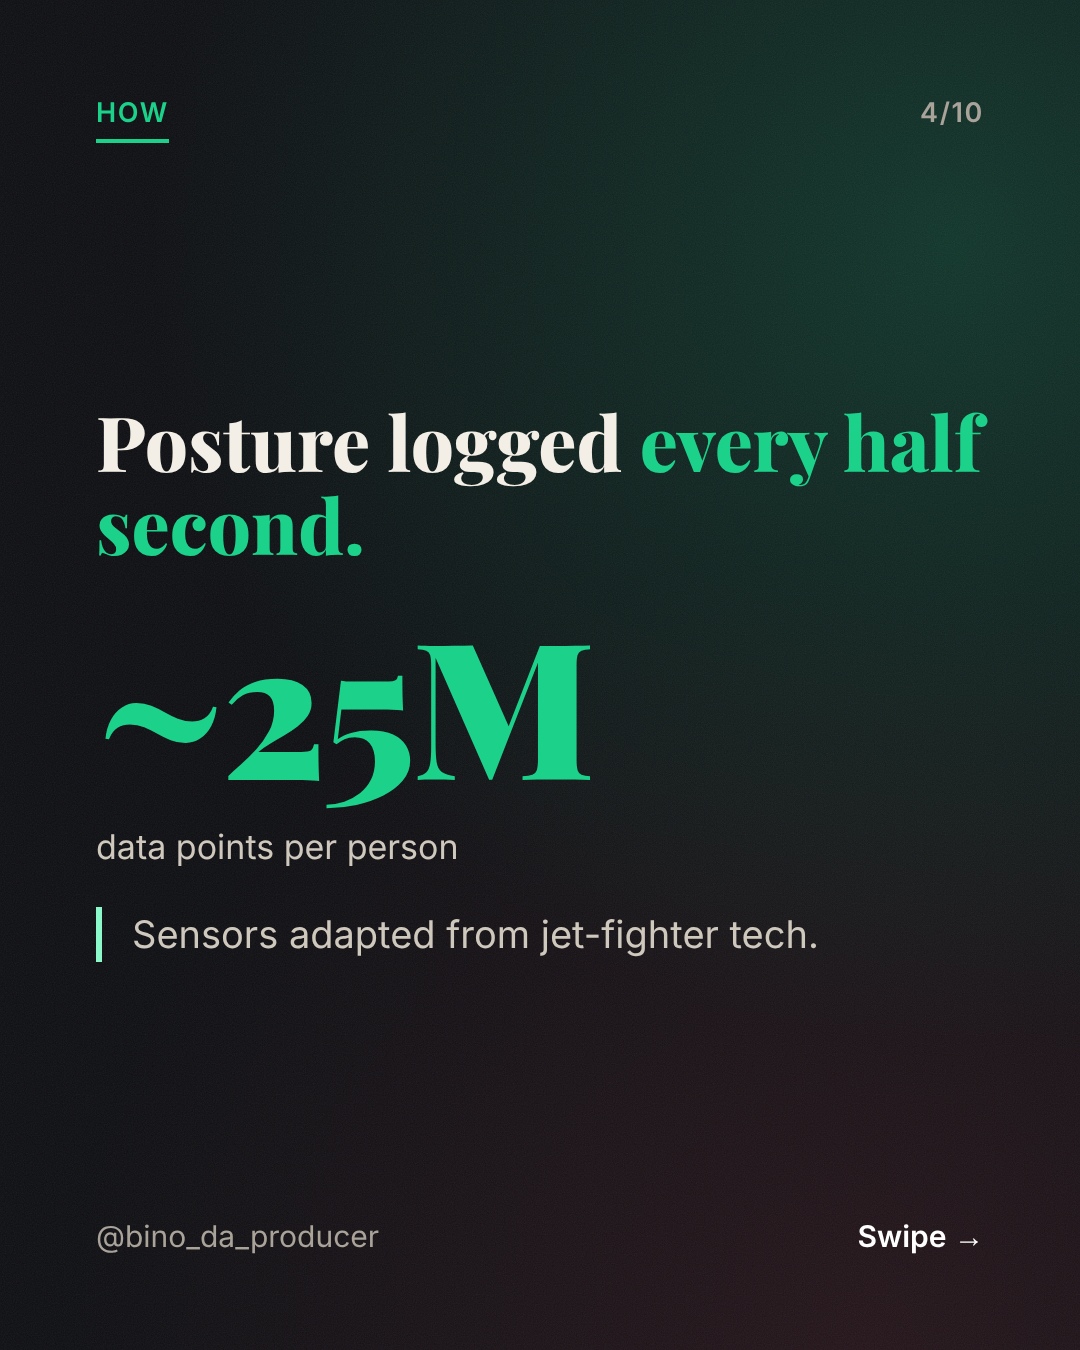 HOW
4/10
Posture logged every half
second.
~25M
data points per person
Sensors adapted from jet-fighter tech.
@bino_da_producer
Swipe →